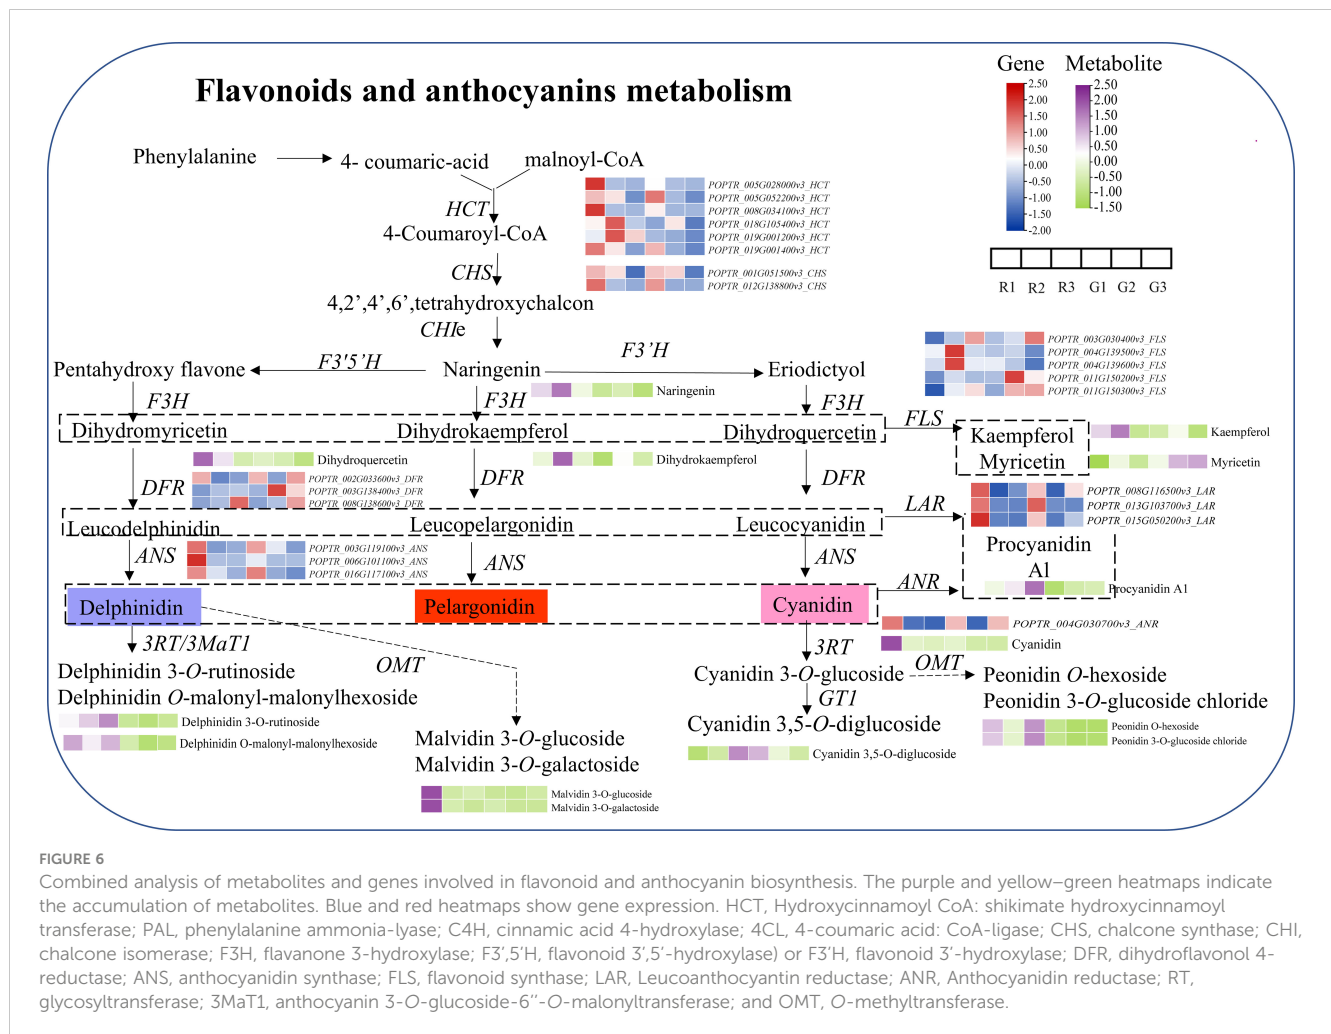 Flavonoids and anthocyanins metabolism
Gene
2.50
2.00
1.50
1.00
0.50
0.00
-0.50
-1.00
-1.50
-2.00
Metabolite
2.50
2.00
1.50
1.00
0.50
0.00
-0.50
-1.00
-1.50
R1 R2 R3 G1 G2 G3
Phenylalanine
4- coumaric-acid
malnoyl-CoA
HCT
4-Coumaroyl-CoA
POPTR_005G028000v3_HCT
POPTR_005G052200v3_HCT
POPTR_008G034100v3_HCT
POPTR_018G105400v3_HCT
POPTR_019G001200v3_HCT
POPTR_019G001400v3_HCT
CHS
POPTR_001G051500v3_CHS
POPTR_012G138800v3_CHS
4,2’,4’,6’,tetrahydroxychalcon
CHIe
Pentahydroxy flavone
F3'5’H
Naringenin
F3’H
Eriodictyol
POPTR_003G030400v3_FLS
POPTR_004G139500v3_FLS
POPTR_004G139600v3_FLS
POPTR_011G150200v3_FLS
POPTR_011G150300v3_FLS
F3H
F3H
Naringenin
F3H
Dihydromyricetin
Dihydrokaempferol
Dihydroquercetin
FLS
Kaempferol
Myricetin
Kaempferol
Myricetin
Dihydroquercetin
Dihydrokaempferol
DFR
POPTR_002G033600v3_DFR
POPTR_003G138400v3_DFR
POPTR_008G138600v3_DFR
DFR
DFR
Leucodelphinidin
Leucopelargonidin
Leucocyanidin
LAR
POPTR_008G116500v3_LAR
POPTR_013G103700v3_LAR
POPTR_015G050200v3_LAR
ANS
POPTR_003G119100v3_ANS
POPTR_006G101100v3_ANS
POPTR_016G117100v3_ANS
ANS
ANS
Procyanidin
A1
Procyanidin A1
ANR
Delphinidin
Pelargonidin
Cyanidin
POPTR_004G030700v3_ANR
Cyanidin
3RT/3MaT1
OMT
3RT
Delphinidin 3-O-rutinoside
Delphinidin O-malonyl-malonylhexoside
Delphinidin 3-O-rutinoside
Delphinidin O-malonyl-malonylhexoside
Malvidin 3-O-glucoside
Malvidin 3-O-galactoside
Malvidin 3-O-glucoside
Malvidin 3-O-galactoside
Cyanidin 3-O-glucoside
OMT
GT1
Cyanidin 3,5-O-diglucoside
Cyanidin 3,5-O-diglucoside
Peonidin O-hexoside
Peonidin 3-O-glucoside chloride
Peonidin O-hexoside
Peonidin 3-O-glucoside chloride
FIGURE 6
Combined analysis of metabolites and genes involved in flavonoid and anthocyanin biosynthesis. The purple and yellow–green heatmaps indicate
the accumulation of metabolites. Blue and red heatmaps show gene expression. HCT, Hydroxycinnamoyl CoA: shikimate hydroxycinnamoyl
transferase; PAL, phenylalanine ammonia-lyase; C4H, cinnamic acid 4-hydroxylase; 4CL, 4-coumaric acid: CoA-ligase; CHS, chalcone synthase; CHI,
chalcone isomerase; F3H, flavanone 3-hydroxylase; F3′,5′H, flavonoid 3′,5′-hydroxylase) or F3′H, flavonoid 3′-hydroxylase; DFR, dihydroflavonol 4-
reductase; ANS, anthocyanidin synthase; FLS, flavonoid synthase; LAR, Leucoanthocyantin reductase; ANR, Anthocyanidin reductase; RT,
glycosyltransferase; 3MaT1, anthocyanin 3-O-glucoside-6′′-O-malonyltransferase; and OMT, O-methyltransferase.